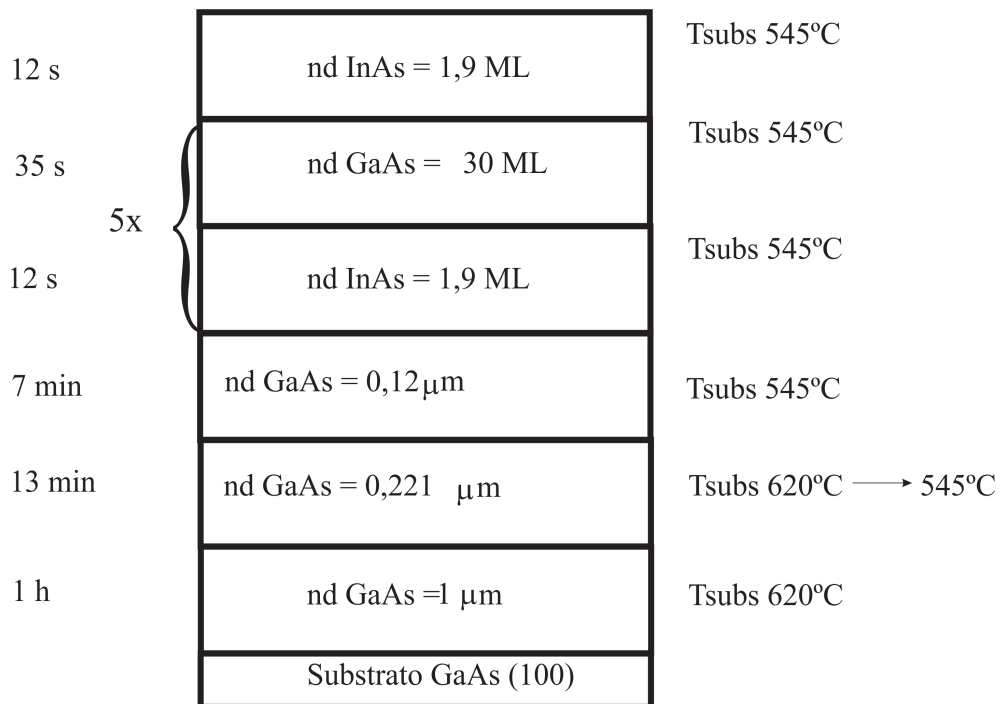 Tsubs 545ºC
12 s nd InAs = 1,9 ML
Tsubs 545ºC
35 s nd GaAs = 30 ML
5x
Tsubs 545ºC
12 s nd InAs = 1,9 ML
7 min nd GaAs = 0,12μm Tsubs 545ºC
13 min nd GaAs = 0,221 μm Tsubs 620ºC → 545ºC
1 h nd GaAs =1 μm Tsubs 620ºC
Substrato GaAs (100)